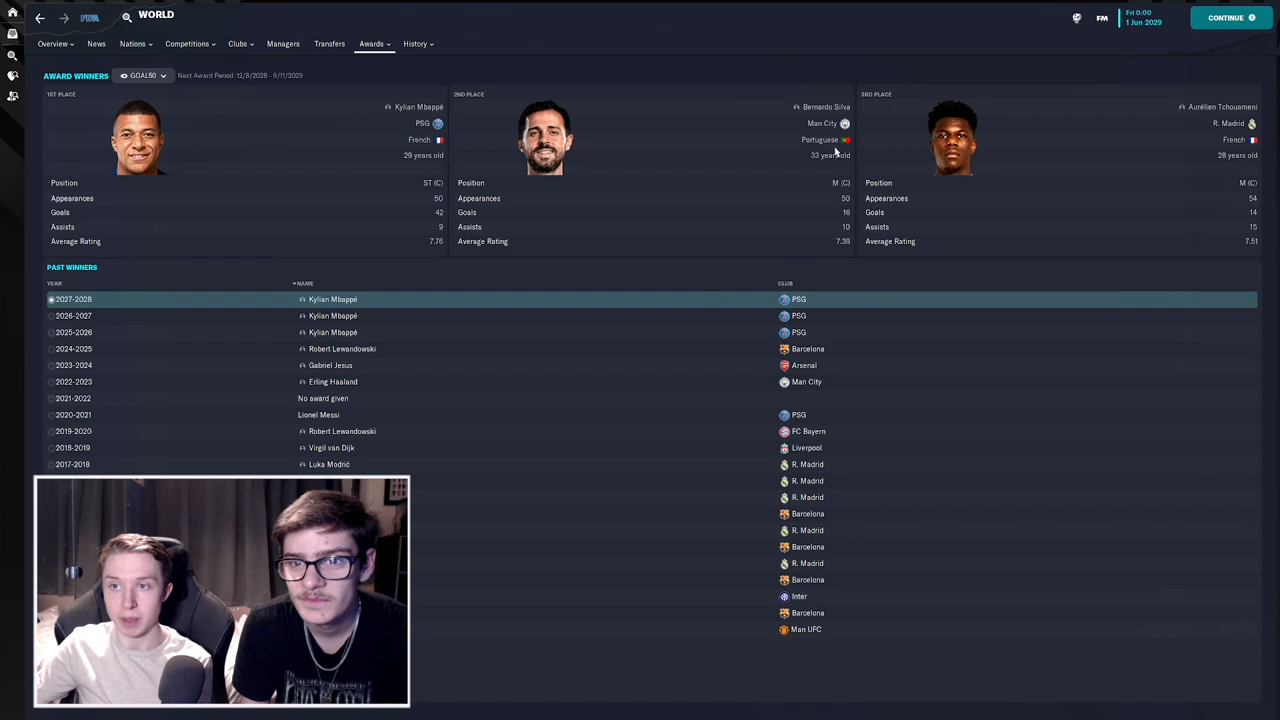 FIFA
WORLD
FM
Fri 0:00
1 Jun 2029
CONTINUE
Overview
News
Nations
Competitions
Clubs
Managers
Transfers
Awards
History
AWARD WINNERS
GOAL50
Next Award Period: 12/8/2028 - 9/11/2029
1ST PLACE
Kylian Mbappé
PSG
French
29 years old
Position ST (C)
Appearances 50
Goals 42
Assists 9
Average Rating 7.76
2ND PLACE
Bernardo Silva
Man City
Portuguese
33 years old
Position M (C)
Appearances 50
Goals 16
Assists 10
Average Rating 7.39
3RD PLACE
Aurélien Tchouameni
R. Madrid
French
28 years old
Position M (C)
Appearances 54
Goals 14
Assists 15
Average Rating 7.51
PAST WINNERS
YEAR NAME CLUB
2027-2028 Kylian Mbappé PSG
2026-2027 Kylian Mbappé PSG
2025-2026 Kylian Mbappé PSG
2024-2025 Robert Lewandowski Barcelona
2023-2024 Gabriel Jesus Arsenal
2022-2023 Erling Haaland Man City
2021-2022 No award given
2020-2021 Lionel Messi PSG
2019-2020 Robert Lewandowski FC Bayern
2018-2019 Virgil van Dijk Liverpool
2017-2018 Luka Modrić R. Madrid
R. Madrid
R. Madrid
Barcelona
R. Madrid
Barcelona
R. Madrid
Barcelona
Inter
Barcelona
Man UFC